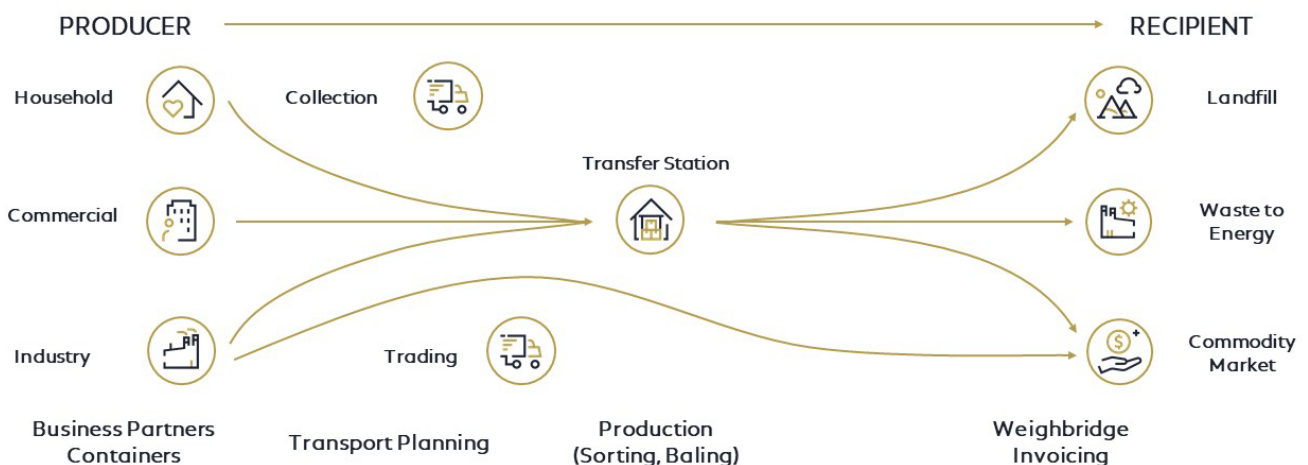 PRODUCER
RECIPIENT
Household
Collection
Landfill
Transfer Station
Commercial
Waste to
Energy
Industry
Trading
Commodity
Market
Business Partners
Containers
Transport Planning
Production
(Sorting, Baling)
Weighbridge
Invoicing